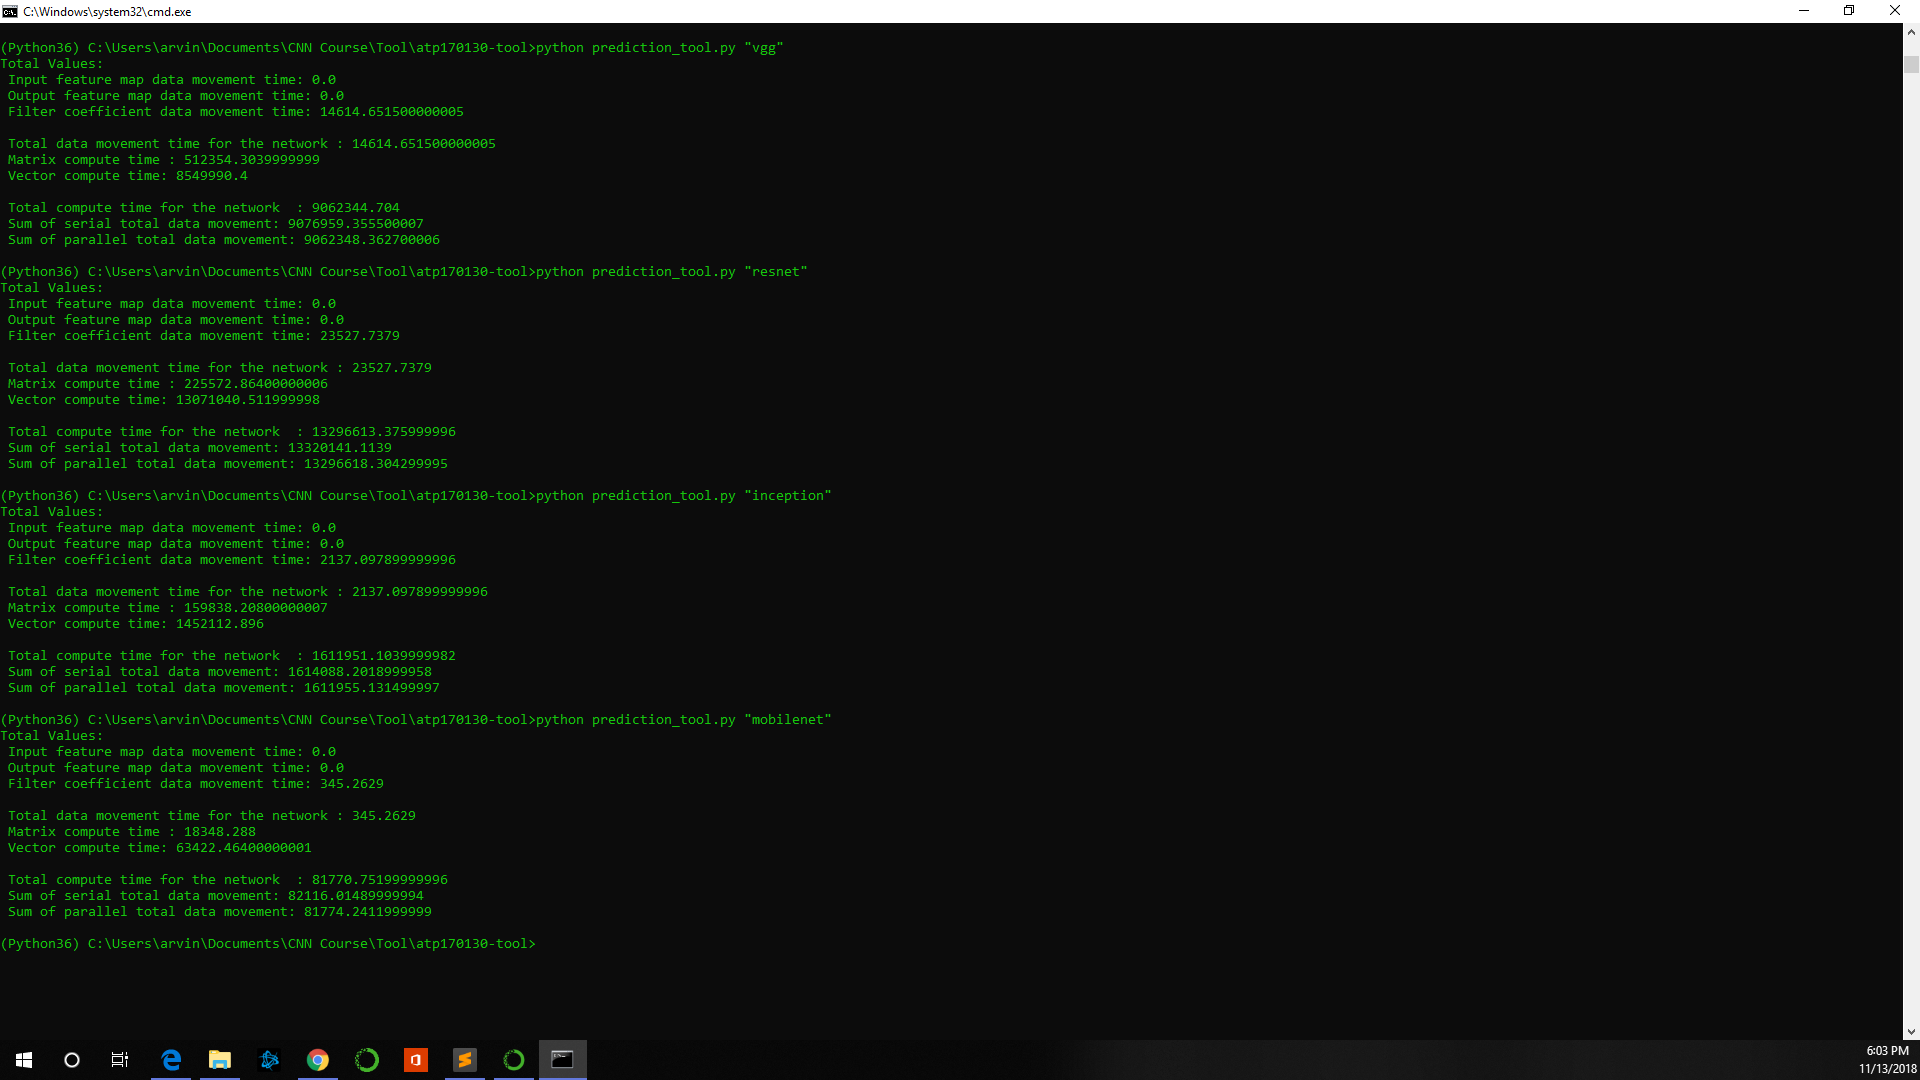 C:\Windows\system32\cmd.exe
(Python36) C:\Users\arvin\Documents\CNN Course\Tool\atp170130-tool>python prediction_tool.py "vgg"
Total Values:
Input feature map data movement time: 0.0
Output feature map data movement time: 0.0
Filter coefficient data movement time: 14614.651500000005
Total data movement time for the network : 14614.651500000005
Matrix compute time : 512354.3039999999
Vector compute time: 8549990.4
Total compute time for the network  : 9062344.704
Sum of serial total data movement: 9076959.355500007
Sum of parallel total data movement: 9062348.362700006
(Python36) C:\Users\arvin\Documents\CNN Course\Tool\atp170130-tool>python prediction_tool.py "resnet"
Total Values:
Input feature map data movement time: 0.0
Output feature map data movement time: 0.0
Filter coefficient data movement time: 23527.7379
Total data movement time for the network : 23527.7379
Matrix compute time : 225572.86400000006
Vector compute time: 13071040.511999998
Total compute time for the network  : 13296613.375999996
Sum of serial total data movement: 13320141.1139
Sum of parallel total data movement: 13296618.304299995
(Python36) C:\Users\arvin\Documents\CNN Course\Tool\atp170130-tool>python prediction_tool.py "inception"
Total Values:
Input feature map data movement time: 0.0
Output feature map data movement time: 0.0
Filter coefficient data movement time: 2137.097899999996
Total data movement time for the network : 2137.097899999996
Matrix compute time : 159838.20800000007
Vector compute time: 1452112.896
Total compute time for the network  : 1611951.1039999982
Sum of serial total data movement: 1614088.2018999958
Sum of parallel total data movement: 1611955.131499997
(Python36) C:\Users\arvin\Documents\CNN Course\Tool\atp170130-tool>python prediction_tool.py "mobilenet"
Total Values:
Input feature map data movement time: 0.0
Output feature map data movement time: 0.0
Filter coefficient data movement time: 345.2629
Total data movement time for the network : 345.2629
Matrix compute time : 18348.288
Vector compute time: 63422.46400000001
Total compute time for the network  : 81770.75199999996
Sum of serial total data movement: 82116.01489999994
Sum of parallel total data movement: 81774.2411999999
(Python36) C:\Users\arvin\Documents\CNN Course\Tool\atp170130-tool>
6:03 PM
11/13/2018